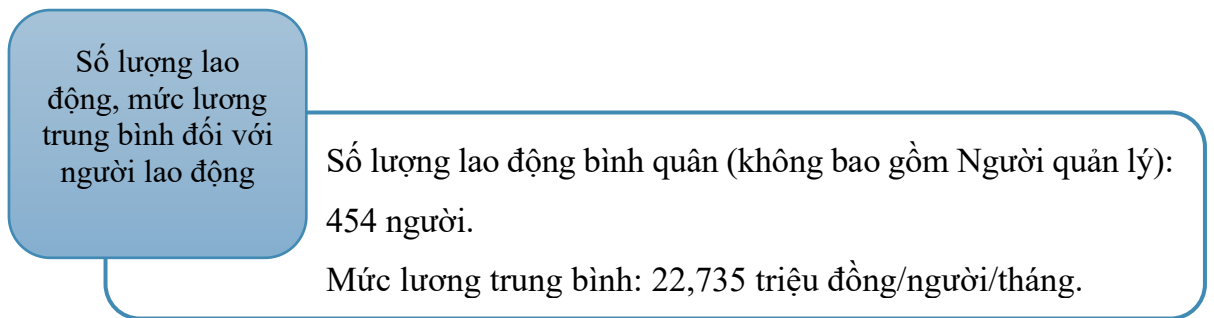 Số lượng lao
động, mức lương
trung bình đối với
người lao động
Số lượng lao động bình quân (không bao gồm Người quản lý):
454 người.
Mức lương trung bình: 22,735 triệu đồng/người/tháng.